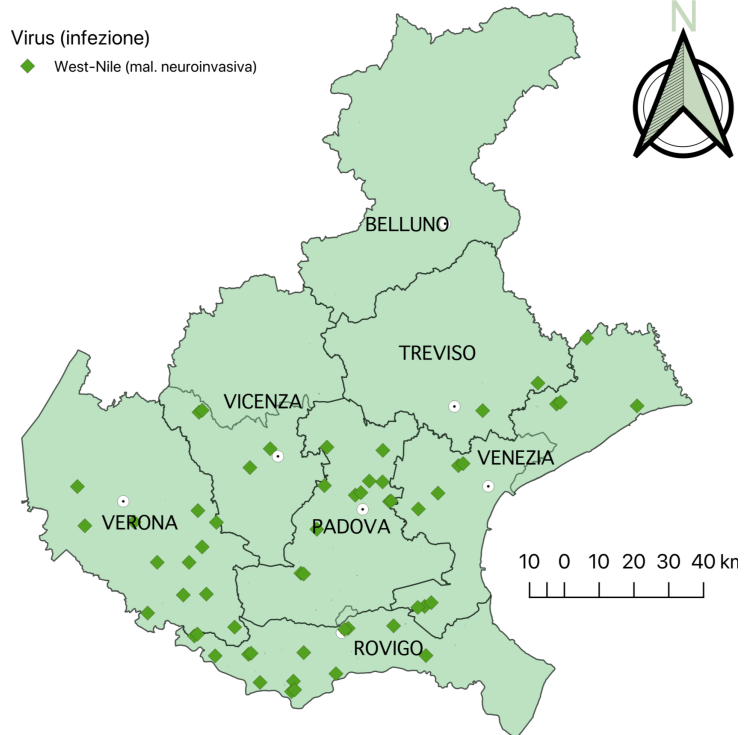 N
Virus (infezione)
West-Nile (mal. neuroinvasiva)
BELLUNO
TREVISO
VICENZA
VENEZIA
VERONA
PADOVA
10 0 10 20 30 40 km
ROVIGO